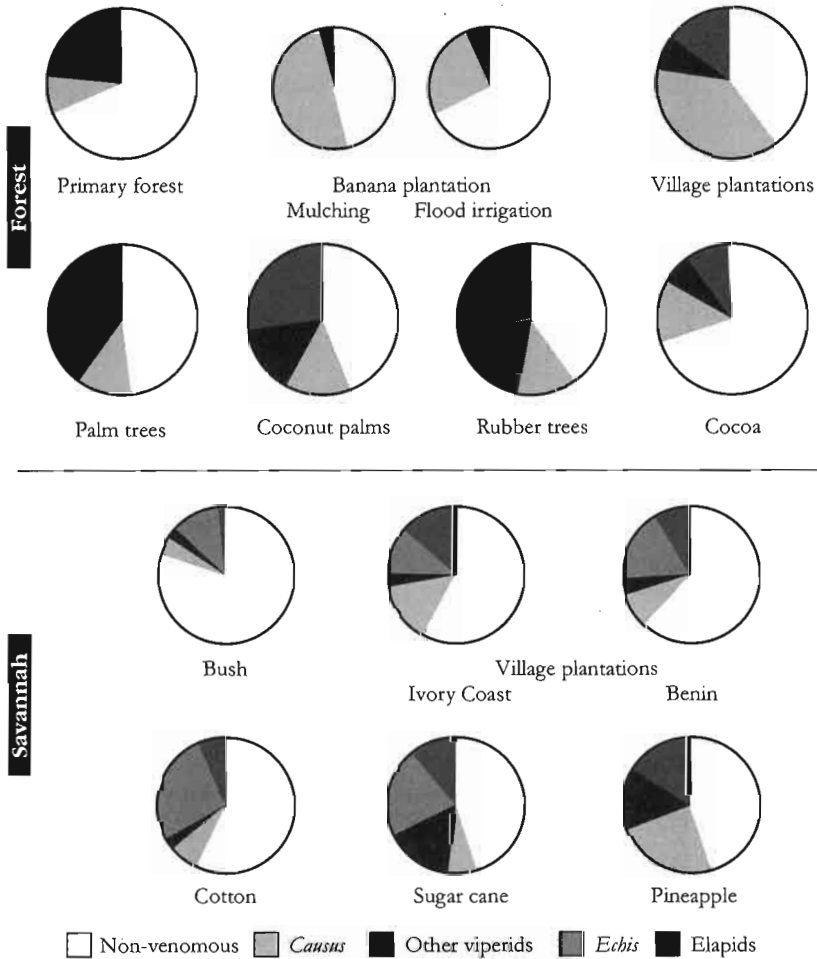 Forest
Primary forest
Banana plantation
Mulching
Flood irrigation
Village plantations
Palm trees
Coconut palms
Rubber trees
Cocoa
Savannah
Bush
Village plantations
Ivory Coast
Benin
Cotton
Sugar cane
Pineapple
Non-venomous
Causus
Other viperids
Echis
Elapids